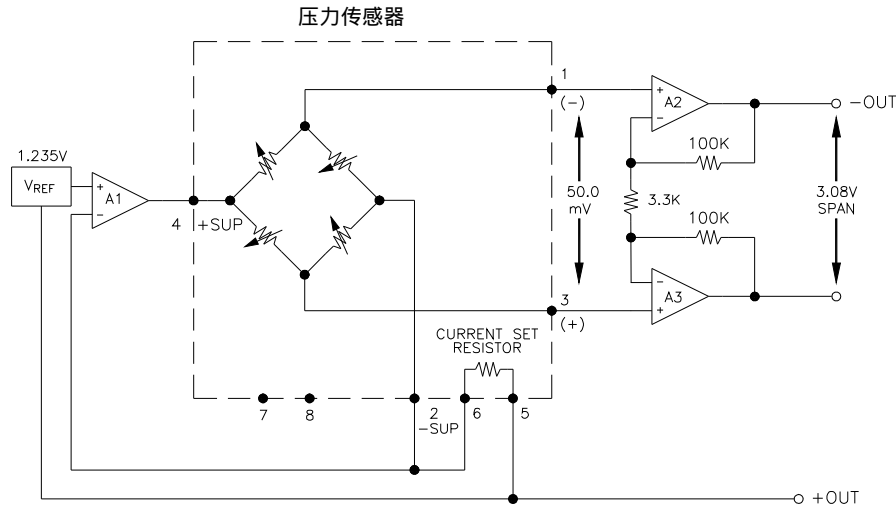 压力传感器
1.235V
VREF
+
A1
−
4
+SUP
1
(−)
50.0
mV
3
(+)
+
A2
−
100K
3.3K
100K
−
A3
+
−OUT
3.08V
SPAN
CURRENT SET
RESISTOR
7
8
2
−SUP
6
5
+OUT